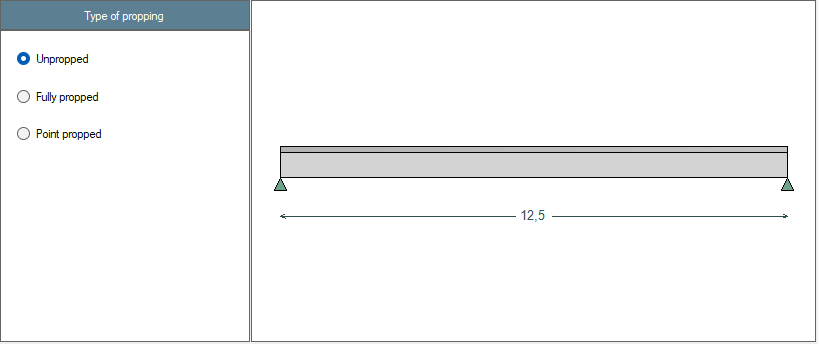 Type of propping
Unpropped
Fully propped
Point propped
12,5